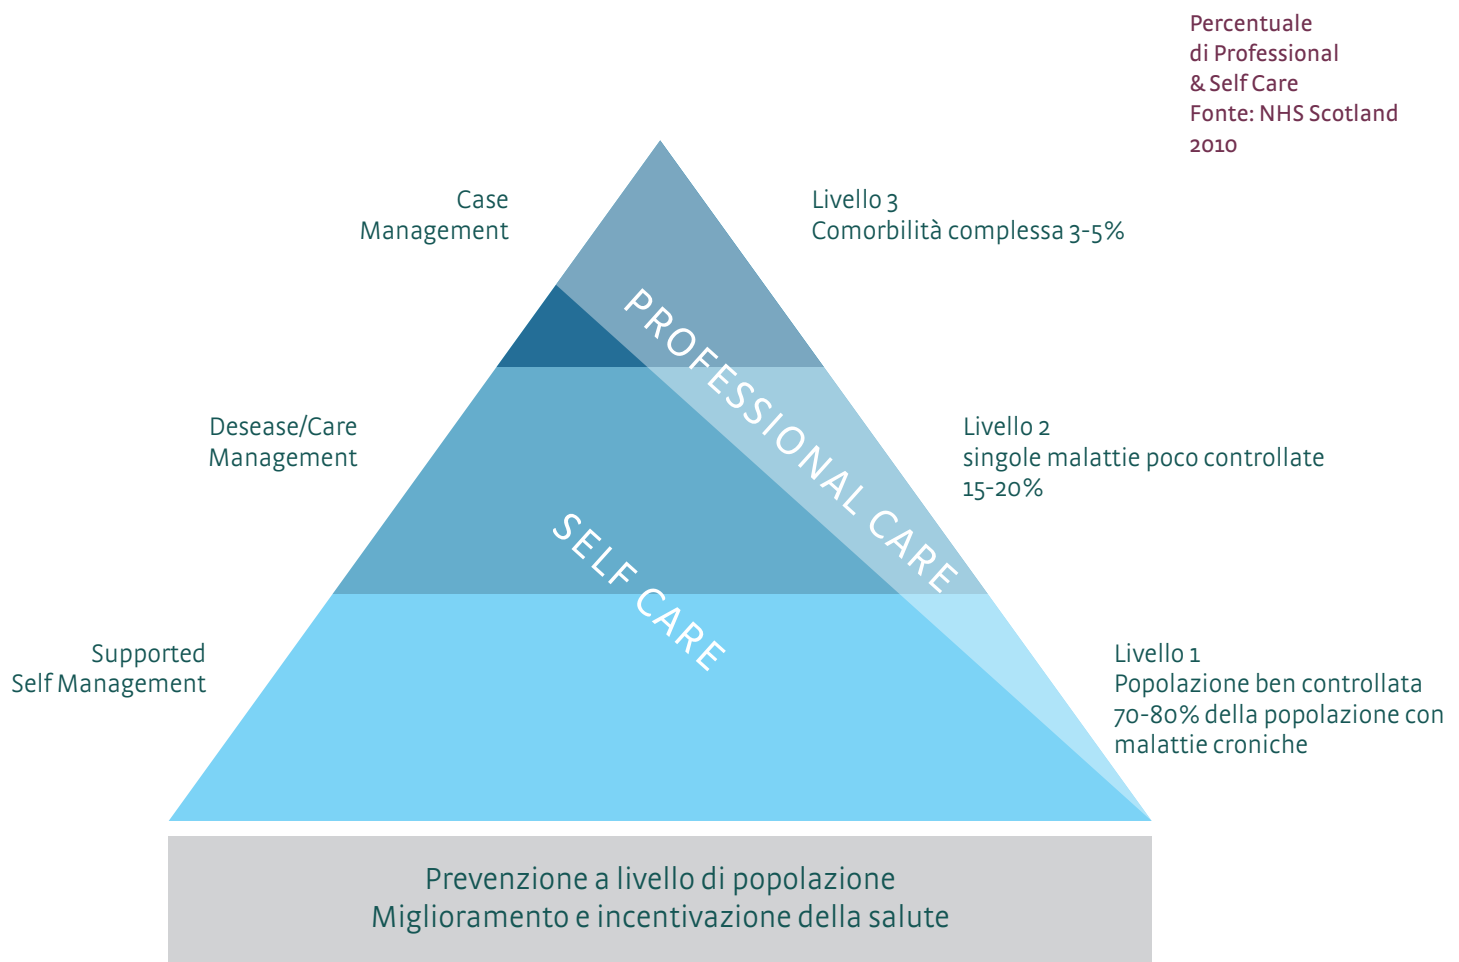 Percentuale
di Professional
& Self Care
Fonte: NHS Scotland
2010
Case
Management
Livello 3
Comorbilità complessa 3-5%
PROFESSIONAL CARE
Desease/Care
Management
Livello 2
singole malattie poco controllate
15-20%
SELF CARE
Supported
Self Management
Livello 1
Popolazione ben controllata
70-80% della popolazione con
malattie croniche
Prevenzione a livello di popolazione
Miglioramento e incentivazione della salute